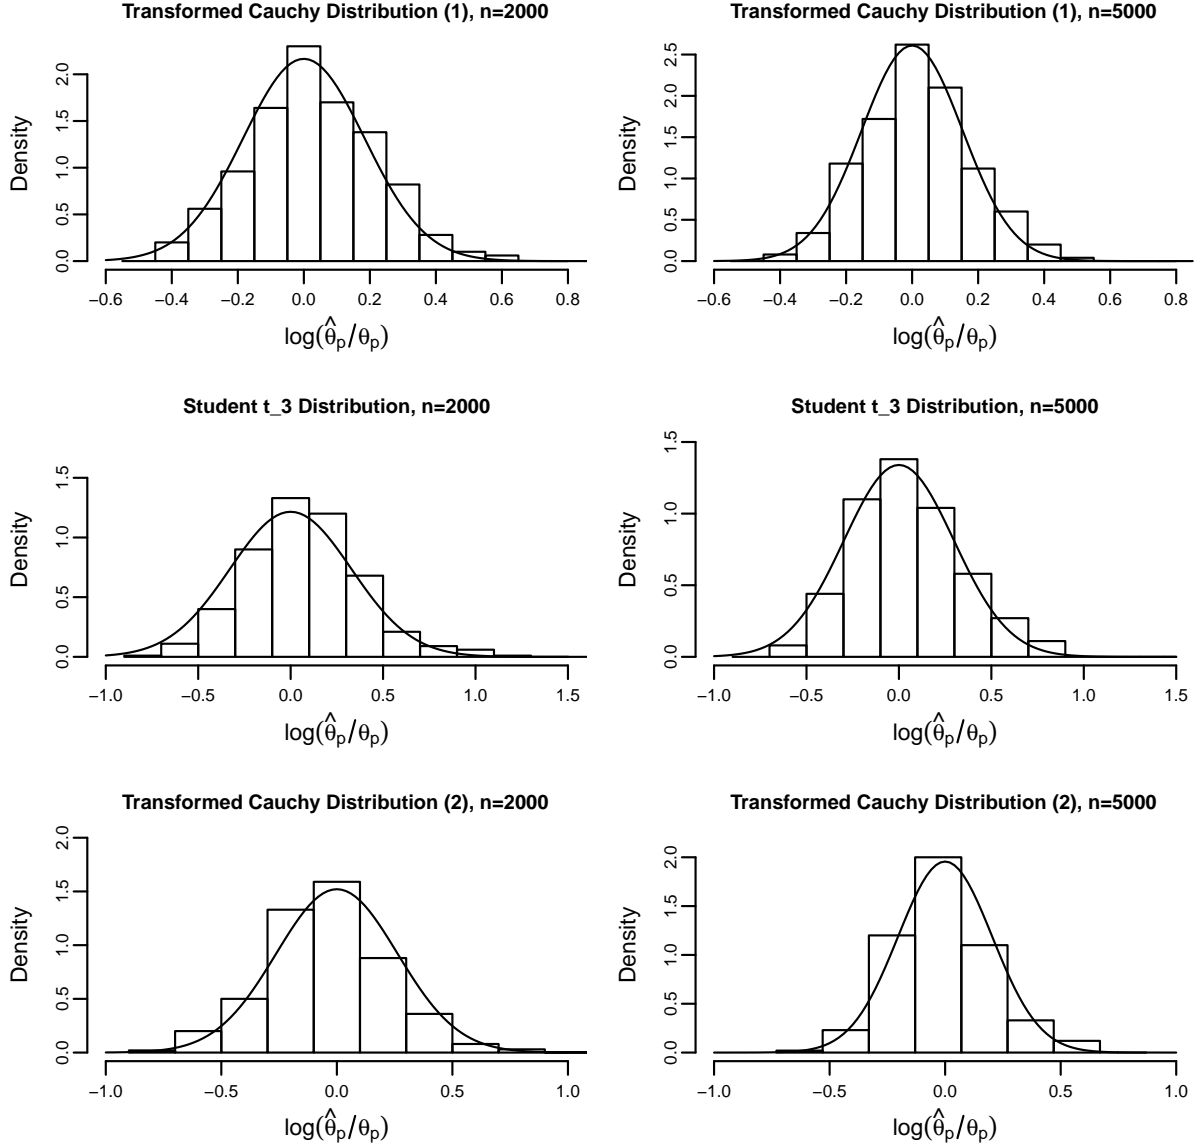 Transformed Cauchy Distribution (1), n=2000
Density
0.0 0.5 1.0 1.5 2.0
−0.6 −0.4 −0.2 0.0 0.2 0.4 0.6 0.8
log(θ̂p/θp)
Transformed Cauchy Distribution (1), n=5000
Density
0.0 0.5 1.0 1.5 2.0 2.5
−0.6 −0.4 −0.2 0.0 0.2 0.4 0.6 0.8
log(θ̂p/θp)
Student t_3 Distribution, n=2000
Density
0.0 0.5 1.0 1.5
−1.0 −0.5 0.0 0.5 1.0 1.5
log(θ̂p/θp)
Student t_3 Distribution, n=5000
Density
0.0 0.5 1.0 1.5
−1.0 −0.5 0.0 0.5 1.0 1.5
log(θ̂p/θp)
Transformed Cauchy Distribution (2), n=2000
Density
0.0 0.5 1.0 1.5 2.0
−1.0 −0.5 0.0 0.5 1.0
log(θ̂p/θp)
Transformed Cauchy Distribution (2), n=5000
Density
0.0 0.5 1.0 1.5 2.0
−1.0 −0.5 0.0 0.5 1.0
log(θ̂p/θp)